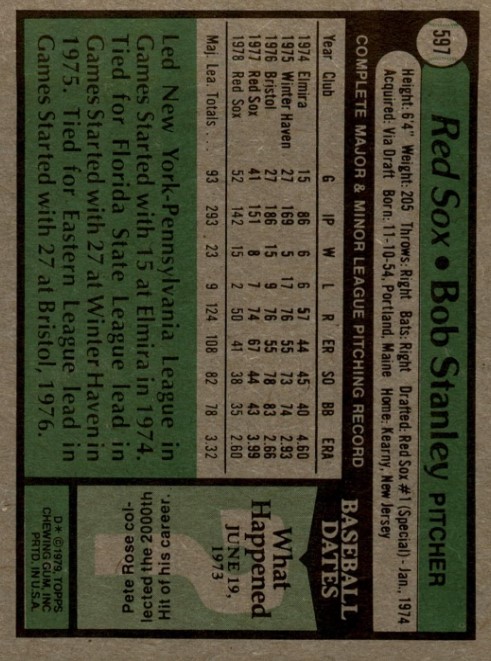 597
Red Sox • Bob Stanley PITCHER
Height: 6'4" Weight: 205 Throws: Right Bats: Right Drafted: Red Sox #1 (Special) - Jan., 1974
Acquired: Via Draft Born: 11-10-54, Portland, Maine Home: Kearny, New Jersey
COMPLETE MAJOR & MINOR LEAGUE PITCHING RECORD
Year Club G IP W L R ER SO BB ERA
1974 Elmira 15 86 6 6 57 44 45 40 4.60
1975 Winter Haven 27 169 5 17 76 55 73 74 2.93
1976 Bristol 27 186 15 9 76 55 78 83 2.66
1977 Red Sox 41 151 8 7 74 67 44 43 3.99
1978 Red Sox 52 142 15 2 50 41 38 35 2.60
Maj. Lea. Totals . . . 93 293 23 9 124 108 82 78 3.32
Led New York-Pennsylvania League in
Games Started with 15 at Elmira in 1974.
Tied for Florida State League lead in
Games Started with 27 at Winter Haven in
1975. Tied for Eastern League lead in
Games Started with 27 at Bristol, 1976.
BASEBALL
DATES
What
Happened
JUNE 19,
1973
Pete Rose col-
lected the 2000th
Hit of his career.
D* © 1979, TOPPS
CHEWING GUM, INC
PRTD. IN U.S.A.